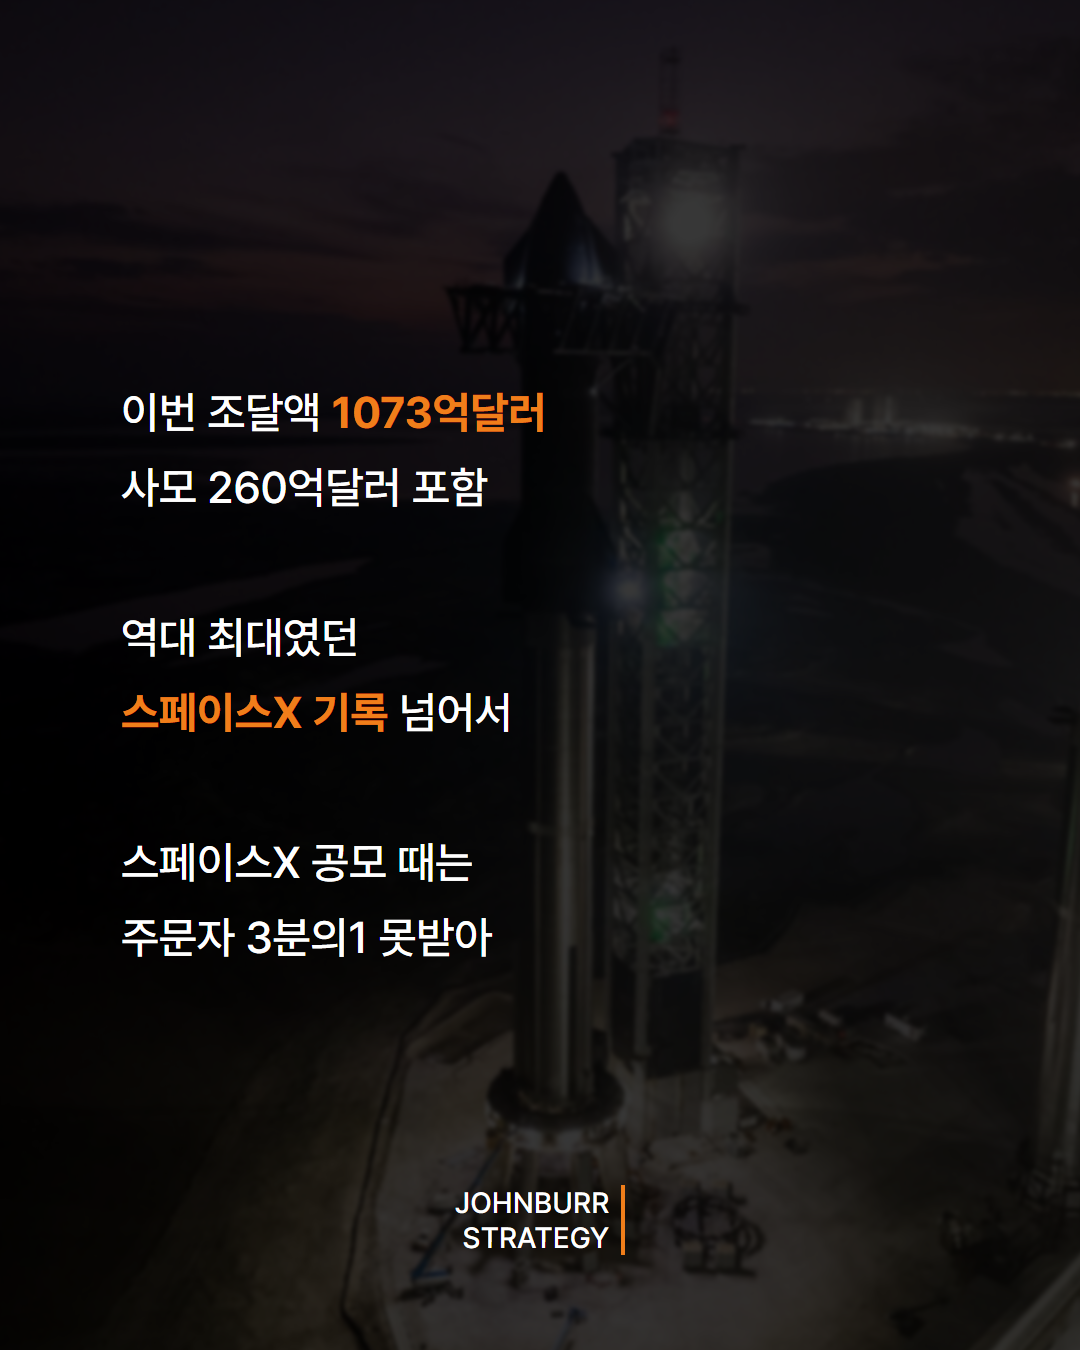 이번 조달액 1073억달러
사모 260억달러 포함
역대 최대였던
스페이스X 기록 넘어서
스페이스X 공모 때는
주문자 3분의1 못받아
JOHNBURR
STRATEGY